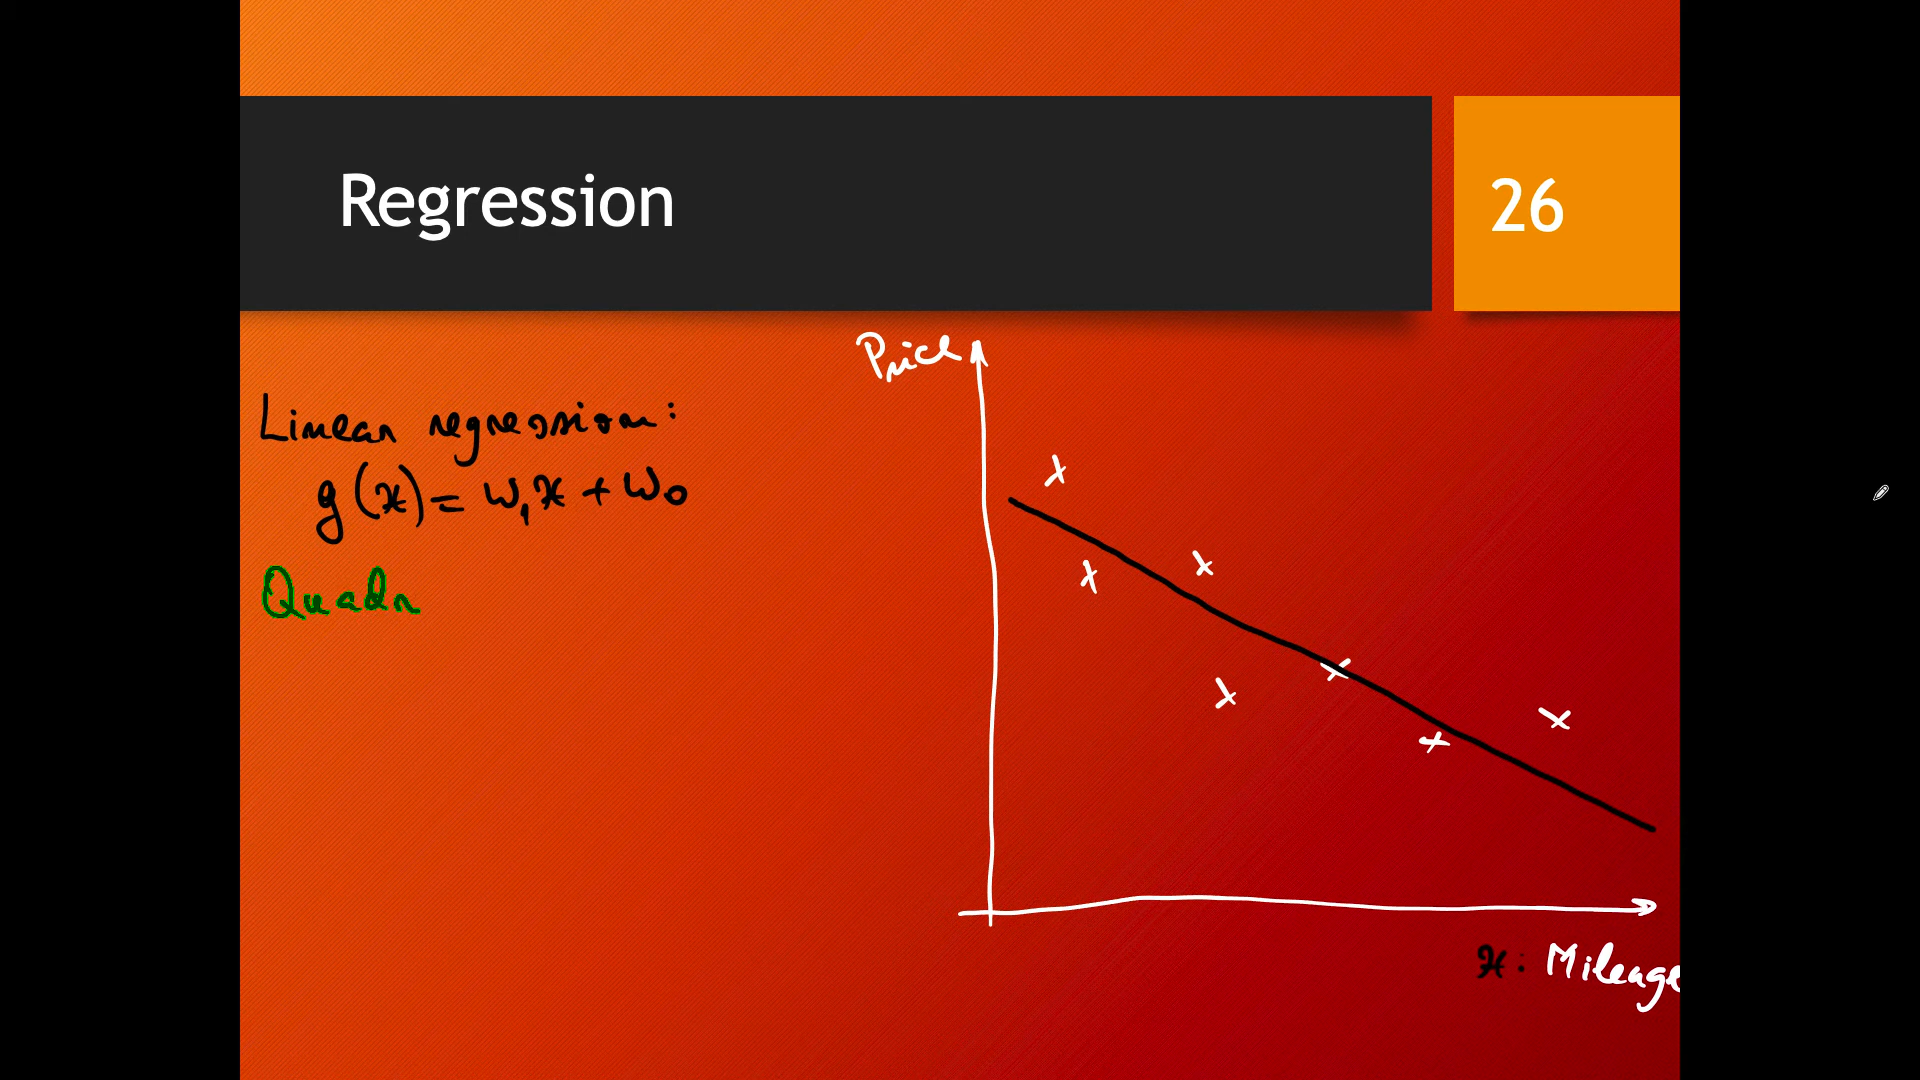 Regression
26
Price
Linear regression:
g(x) = w₁x + w₀
Quadr
x: Mileage